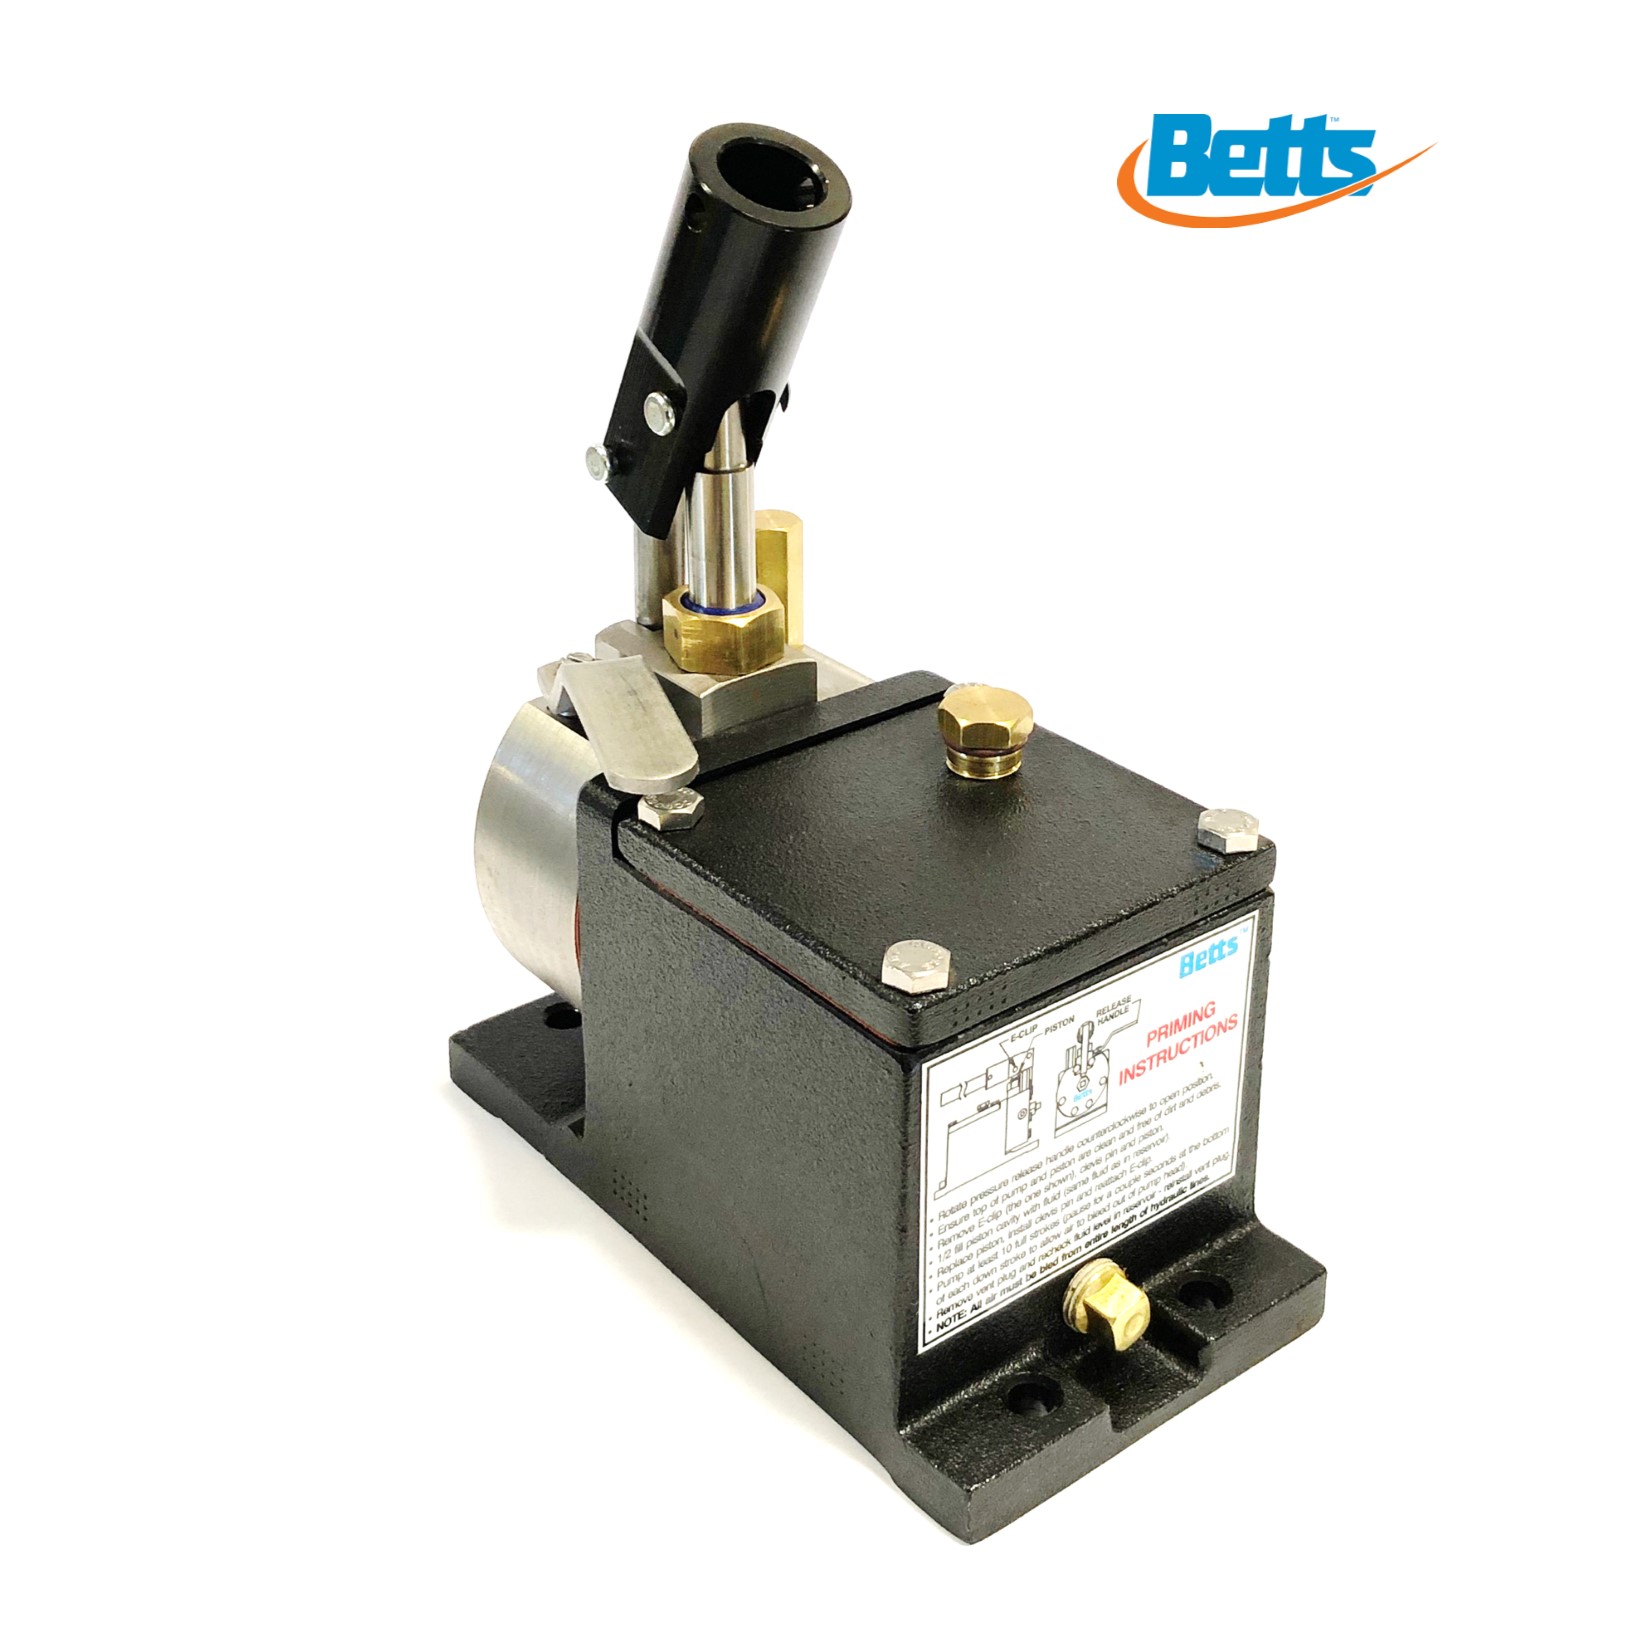 Betts™
Betts™
RELEASE
HANDLE
E-CLIP
PISTON
PRIMING
INSTRUCTIONS
BETTS
• Rotate pressure release handle counterclockwise to open position.
• Ensure top of pump and piston are clean and free of dirt and debris.
• Remove E-clip (the one shown), clevis pin and piston.
• 1/2 fill piston cavity with fluid (same fluid as in reservoir).
• Replace piston, install clevis pin and reattach E-clip.
• Pump at least 10 full strokes (pause for a couple seconds at the bottom
of each down stroke to allow air to bleed out of pump head).
• Remove vent plug and recheck fluid level in reservoir - reinstall vent plug.
• NOTE: All air must be bled from entire length of hydraulic lines.